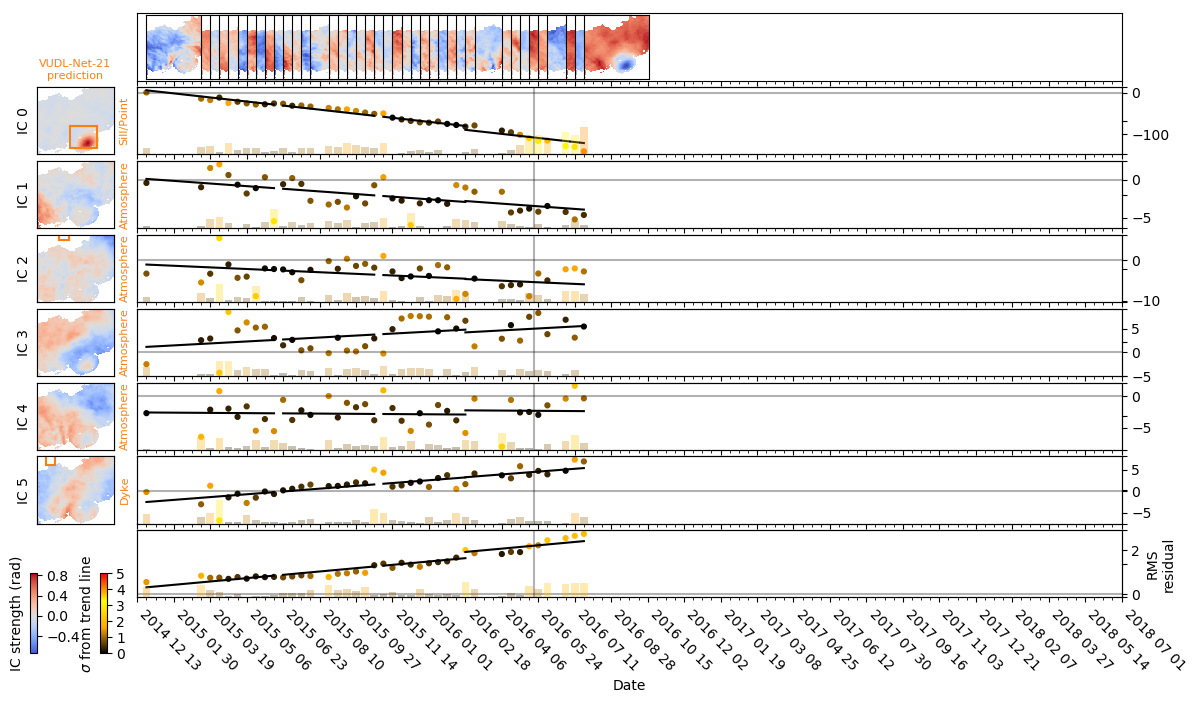 VUDL-Net-21
prediction
IC 0
Sill/Point
0
−100
IC 1
Atmosphere
0
−5
IC 2
Atmosphere
0
−10
IC 3
Atmosphere
5
0
−5
IC 4
Atmosphere
0
−5
IC 5
Dyke
5
0
−5
2
0
RMS
residual
IC strength (rad)
0.8
0.4
0.0
−0.4
σ from trend line
5
4
3
2
1
0
2014 12 13
2015 01 30
2015 03 19
2015 05 06
2015 06 23
2015 08 10
2015 09 27
2015 11 14
2016 01 01
2016 02 18
2016 04 06
2016 05 24
2016 07 11
2016 08 28
2016 10 15
2016 12 02
2017 01 19
2017 03 08
2017 04 25
2017 06 12
2017 07 30
2017 09 16
2017 11 03
2017 12 21
2018 02 07
2018 03 27
2018 05 14
2018 07 01
Date